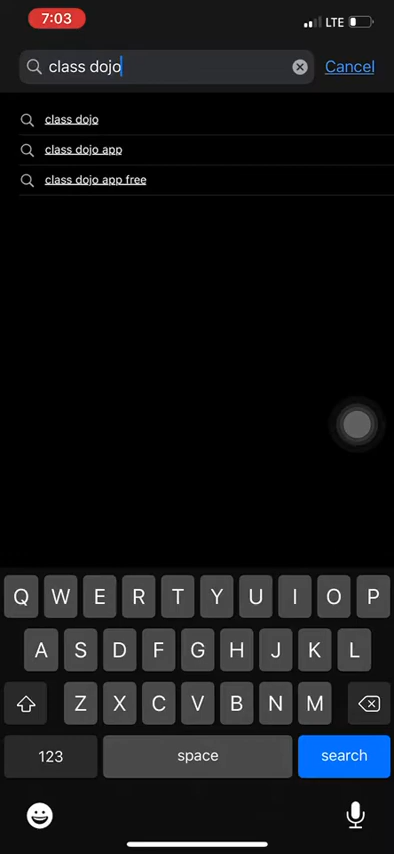 7:03 LTE
class dojo Cancel
class dojo
class dojo app
class dojo app free
Q W E R T Y U I O P
A S D F G H J K L
Z X C V B N M
123 space search